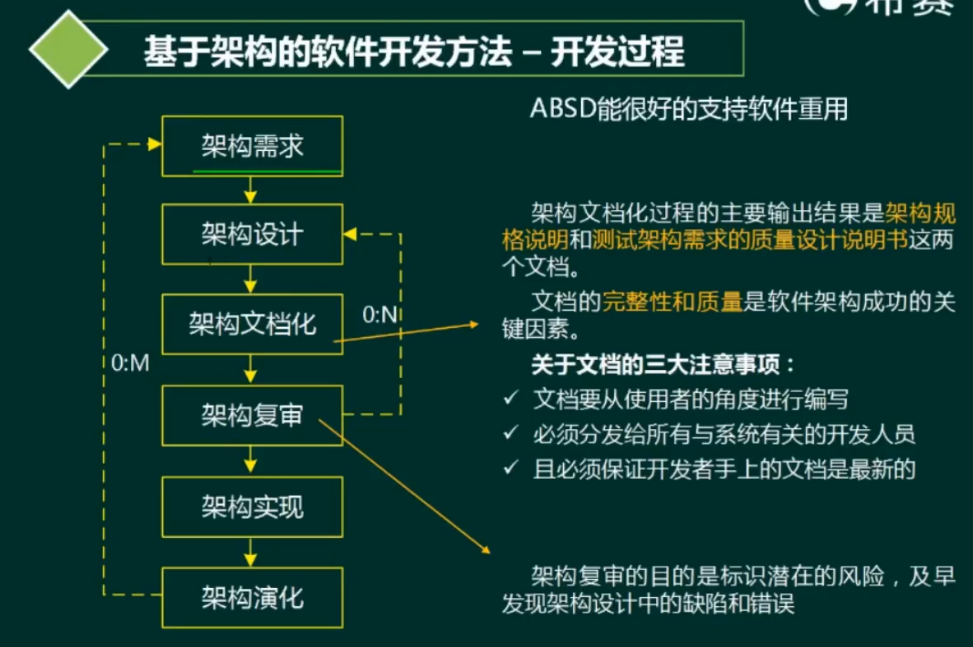 希赛
基于架构的软件开发方法 – 开发过程
ABSD能很好的支持软件重用
架构需求
架构设计
架构文档化
架构复审
架构实现
架构演化
0:N
0:M
架构文档化过程的主要输出结果是架构规
格说明和测试架构需求的质量设计说明书这两
个文档。
文档的完整性和质量是软件架构成功的关
键因素。
关于文档的三大注意事项：
✓ 文档要从使用者的角度进行编写
✓ 必须分发给所有与系统有关的开发人员
✓ 且必须保证开发者手上的文档是最新的
架构复审的目的是标识潜在的风险，及早
发现架构设计中的缺陷和错误